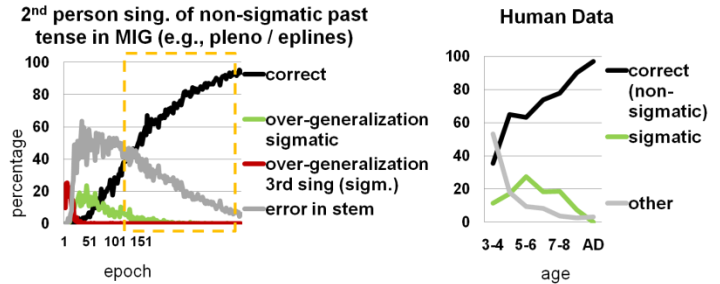 2nd person sing. of non-sigmatic past
tense in MIG (e.g., pleno / eplines)
100
80
60
40
20
0
percentage
1 51 101 151
epoch
correct
over-generalization
sigmatic
over-generalization
3rd sing (sigm.)
error in stem
Human Data
100
80
60
40
20
0
3-4 5-6 7-8 AD
age
correct
(non-
sigmatic)
sigmatic
other